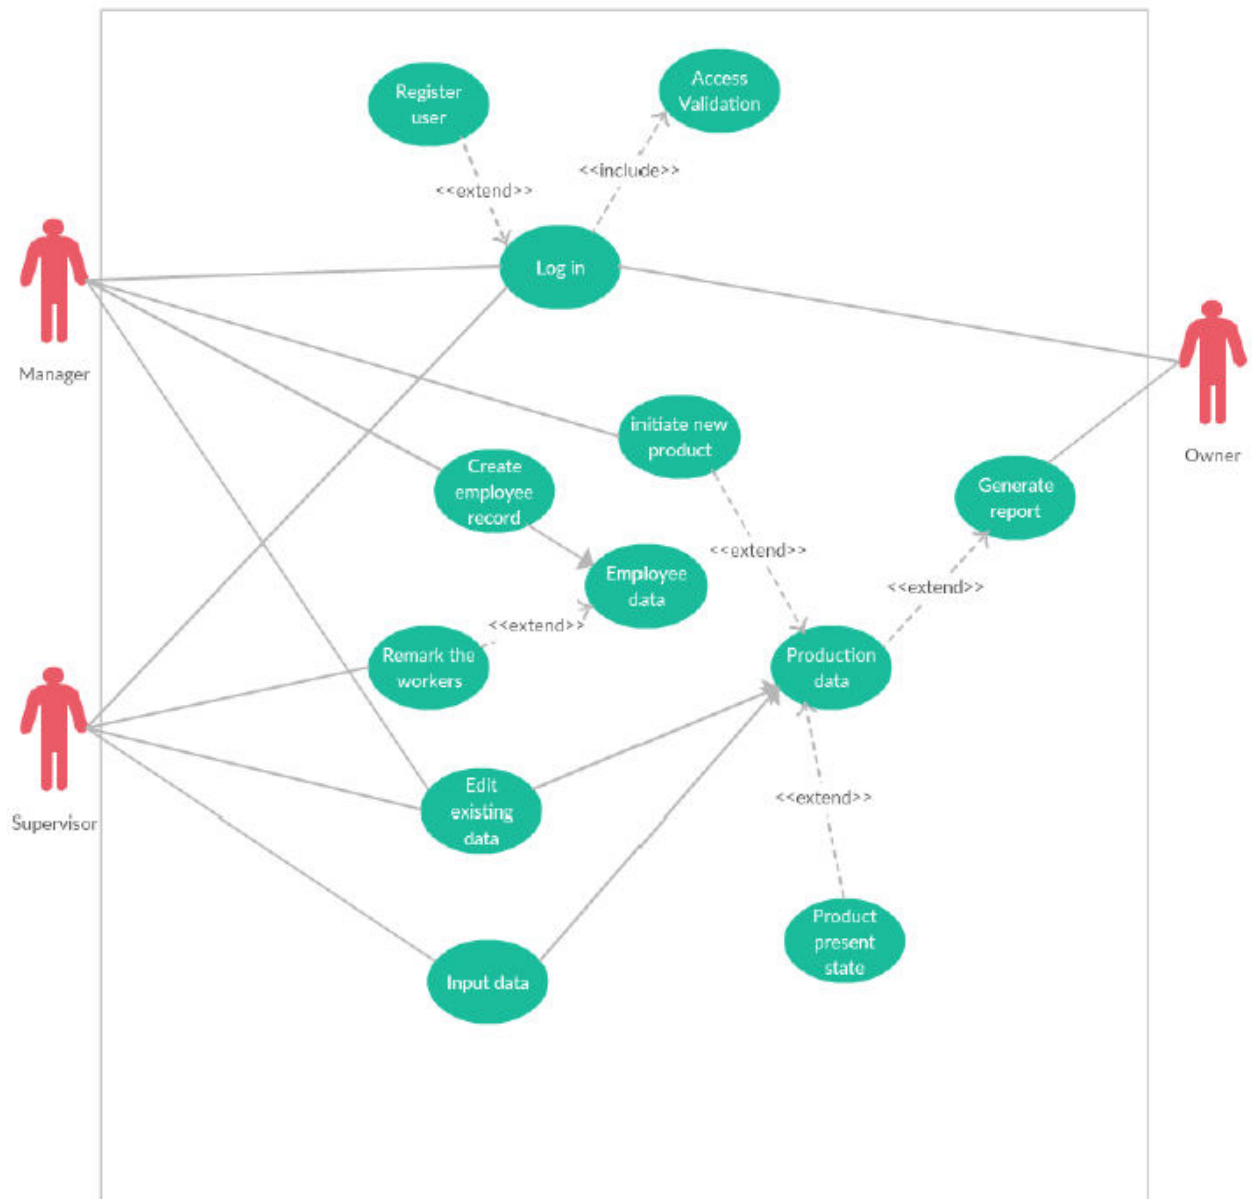 Register
user
Access
Validation
<<include>>
<<extend>>
Log in
Manager
initiate new
product
Owner
Create
employee
record
Generate
report
<<extend>>
Employee
data
<<extend>>
<<extend>>
Remark the
workers
Production
data
Edit
existing
data
<<extend>>
Supervisor
Product
present
state
Input data